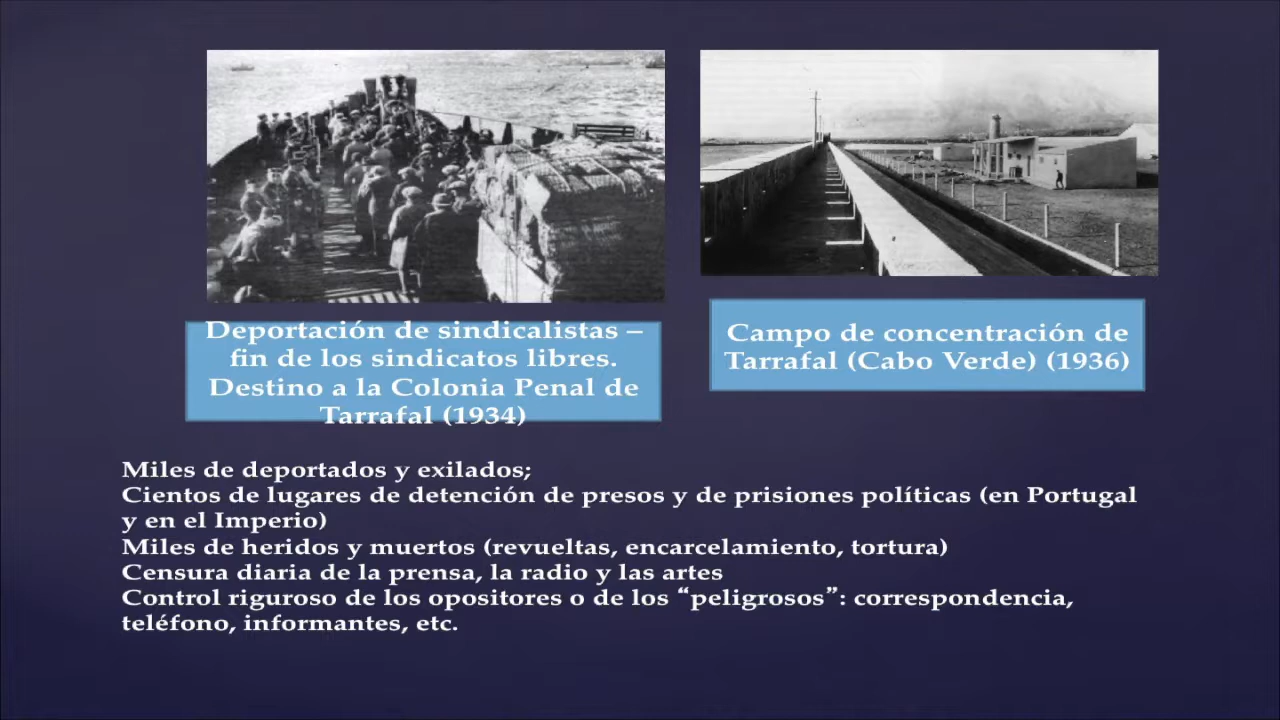 Deportación de sindicalistas –
fin de los sindicatos libres.
Destino a la Colonia Penal de
Tarrafal (1934)
Campo de concentración de
Tarrafal (Cabo Verde) (1936)
Miles de deportados y exilados;
Cientos de lugares de detención de presos y de prisiones políticas (en Portugal
y en el Imperio)
Miles de heridos y muertos (revueltas, encarcelamiento, tortura)
Censura diaria de la prensa, la radio y las artes
Control riguroso de los opositores o de los “peligrosos”: correspondencia,
teléfono, informantes, etc.